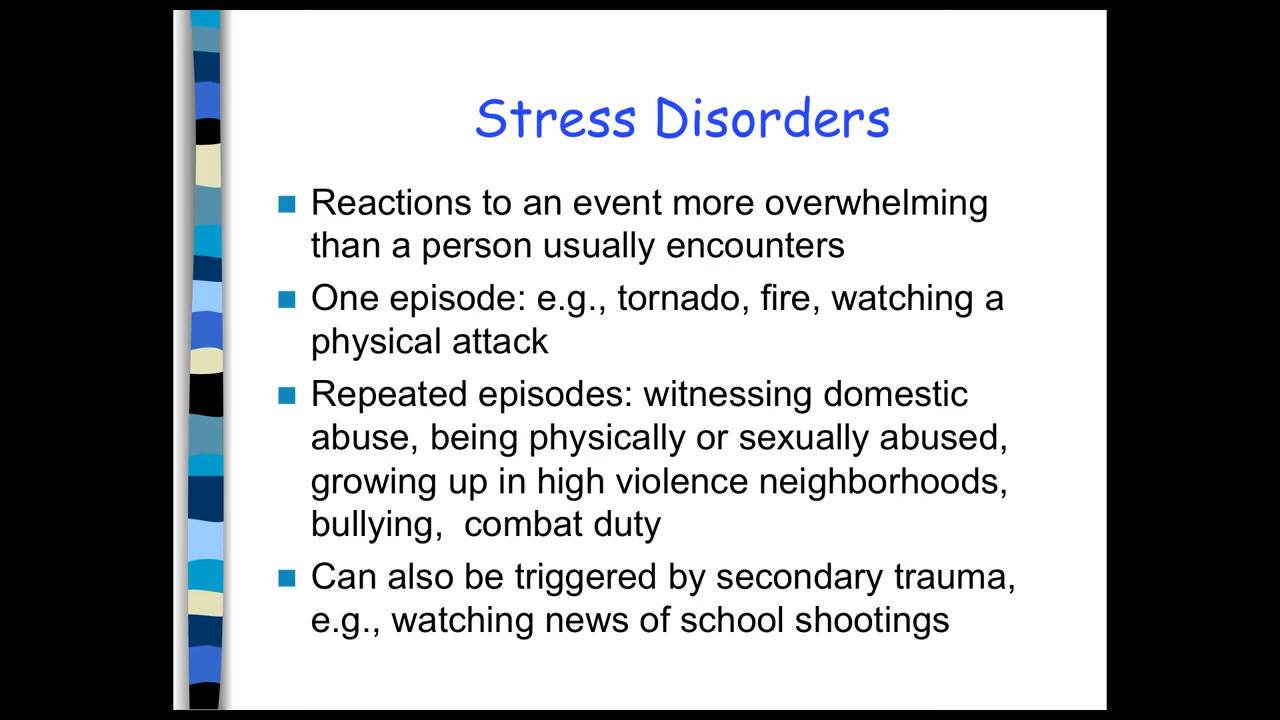 Stress Disorders
Reactions to an event more overwhelming
than a person usually encounters
One episode: e.g., tornado, fire, watching a
physical attack
Repeated episodes: witnessing domestic
abuse, being physically or sexually abused,
growing up in high violence neighborhoods,
bullying,  combat duty
Can also be triggered by secondary trauma,
e.g., watching news of school shootings